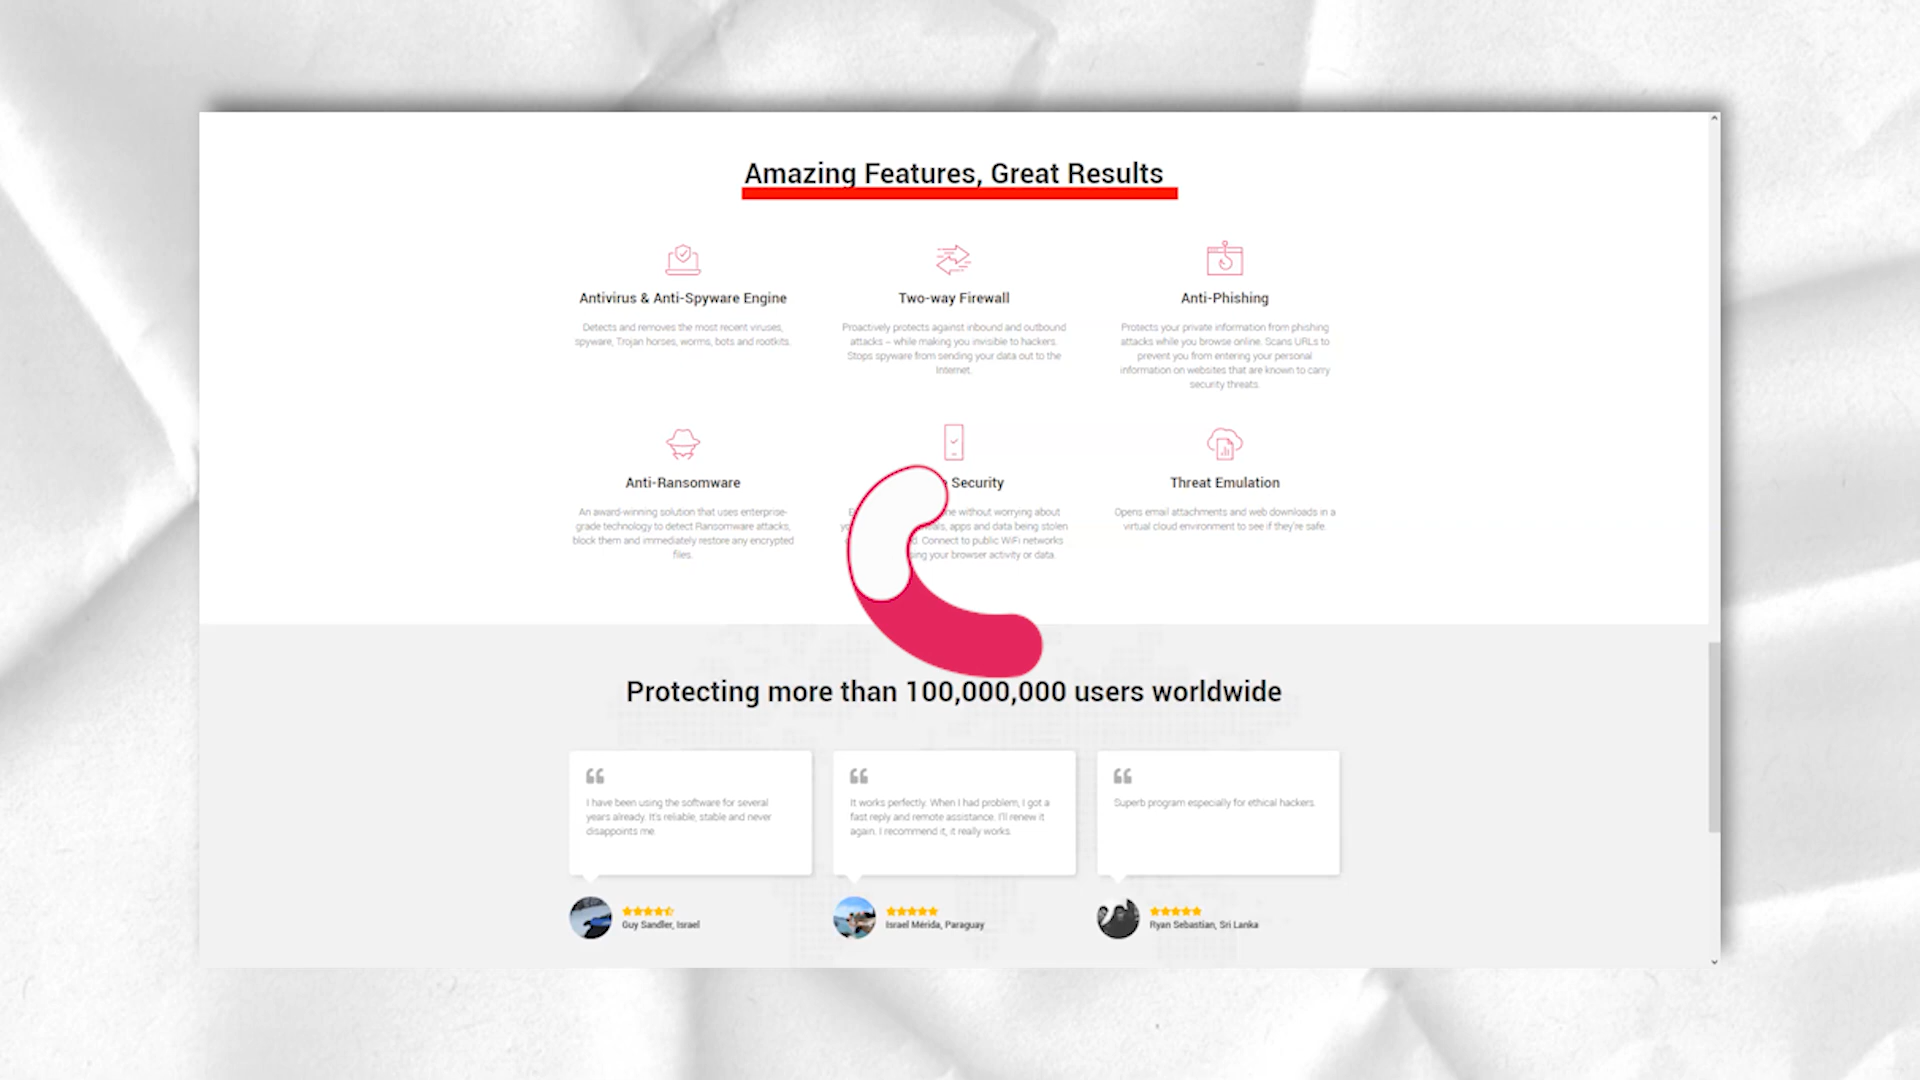 Amazing Features, Great Results
Antivirus & Anti-Spyware Engine
Detects and removes the most recent viruses,
spyware, Trojan horses, worms, bots and rootkits.
Two-way Firewall
Proactively protects against inbound and outbound
attacks – while making you invisible to hackers.
Stops spyware from sending your data out to the
Internet.
Anti-Phishing
Protects your private information from phishing
attacks while you browse online. Scans URLs to
prevent you from entering your personal
information on websites that are known to carry
security threats.
Anti-Ransomware
An award-winning solution that uses enterprise-
grade technology to detect Ransomware attacks,
block them and immediately restore any encrypted
files.
Security
without worrying about
apps and data being stolen
Connect to public WiFi networks
your browser activity or data.
Threat Emulation
Opens email attachments and web downloads in a
virtual cloud environment to see if they're safe.
Protecting more than 100,000,000 users worldwide
I have been using the software for several
years already. It's reliable, stable and never
disappoints me.
Guy Sandler, Israel
It works perfectly. When I had problem, I got a
fast reply and remote assistance. I'll renew it
again. I recommend it, it really works.
Israel Merida, Paraguay
Superb program especially for ethical hackers.
Ryan Sebastian, Sri Lanka